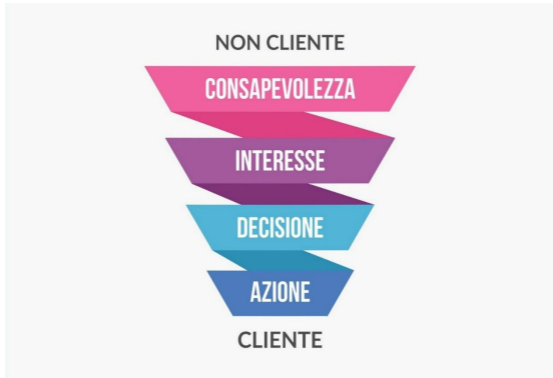 NON CLIENTE
CONSAPEVOLEZZA
INTERESSE
DECISIONE
AZIONE
CLIENTE